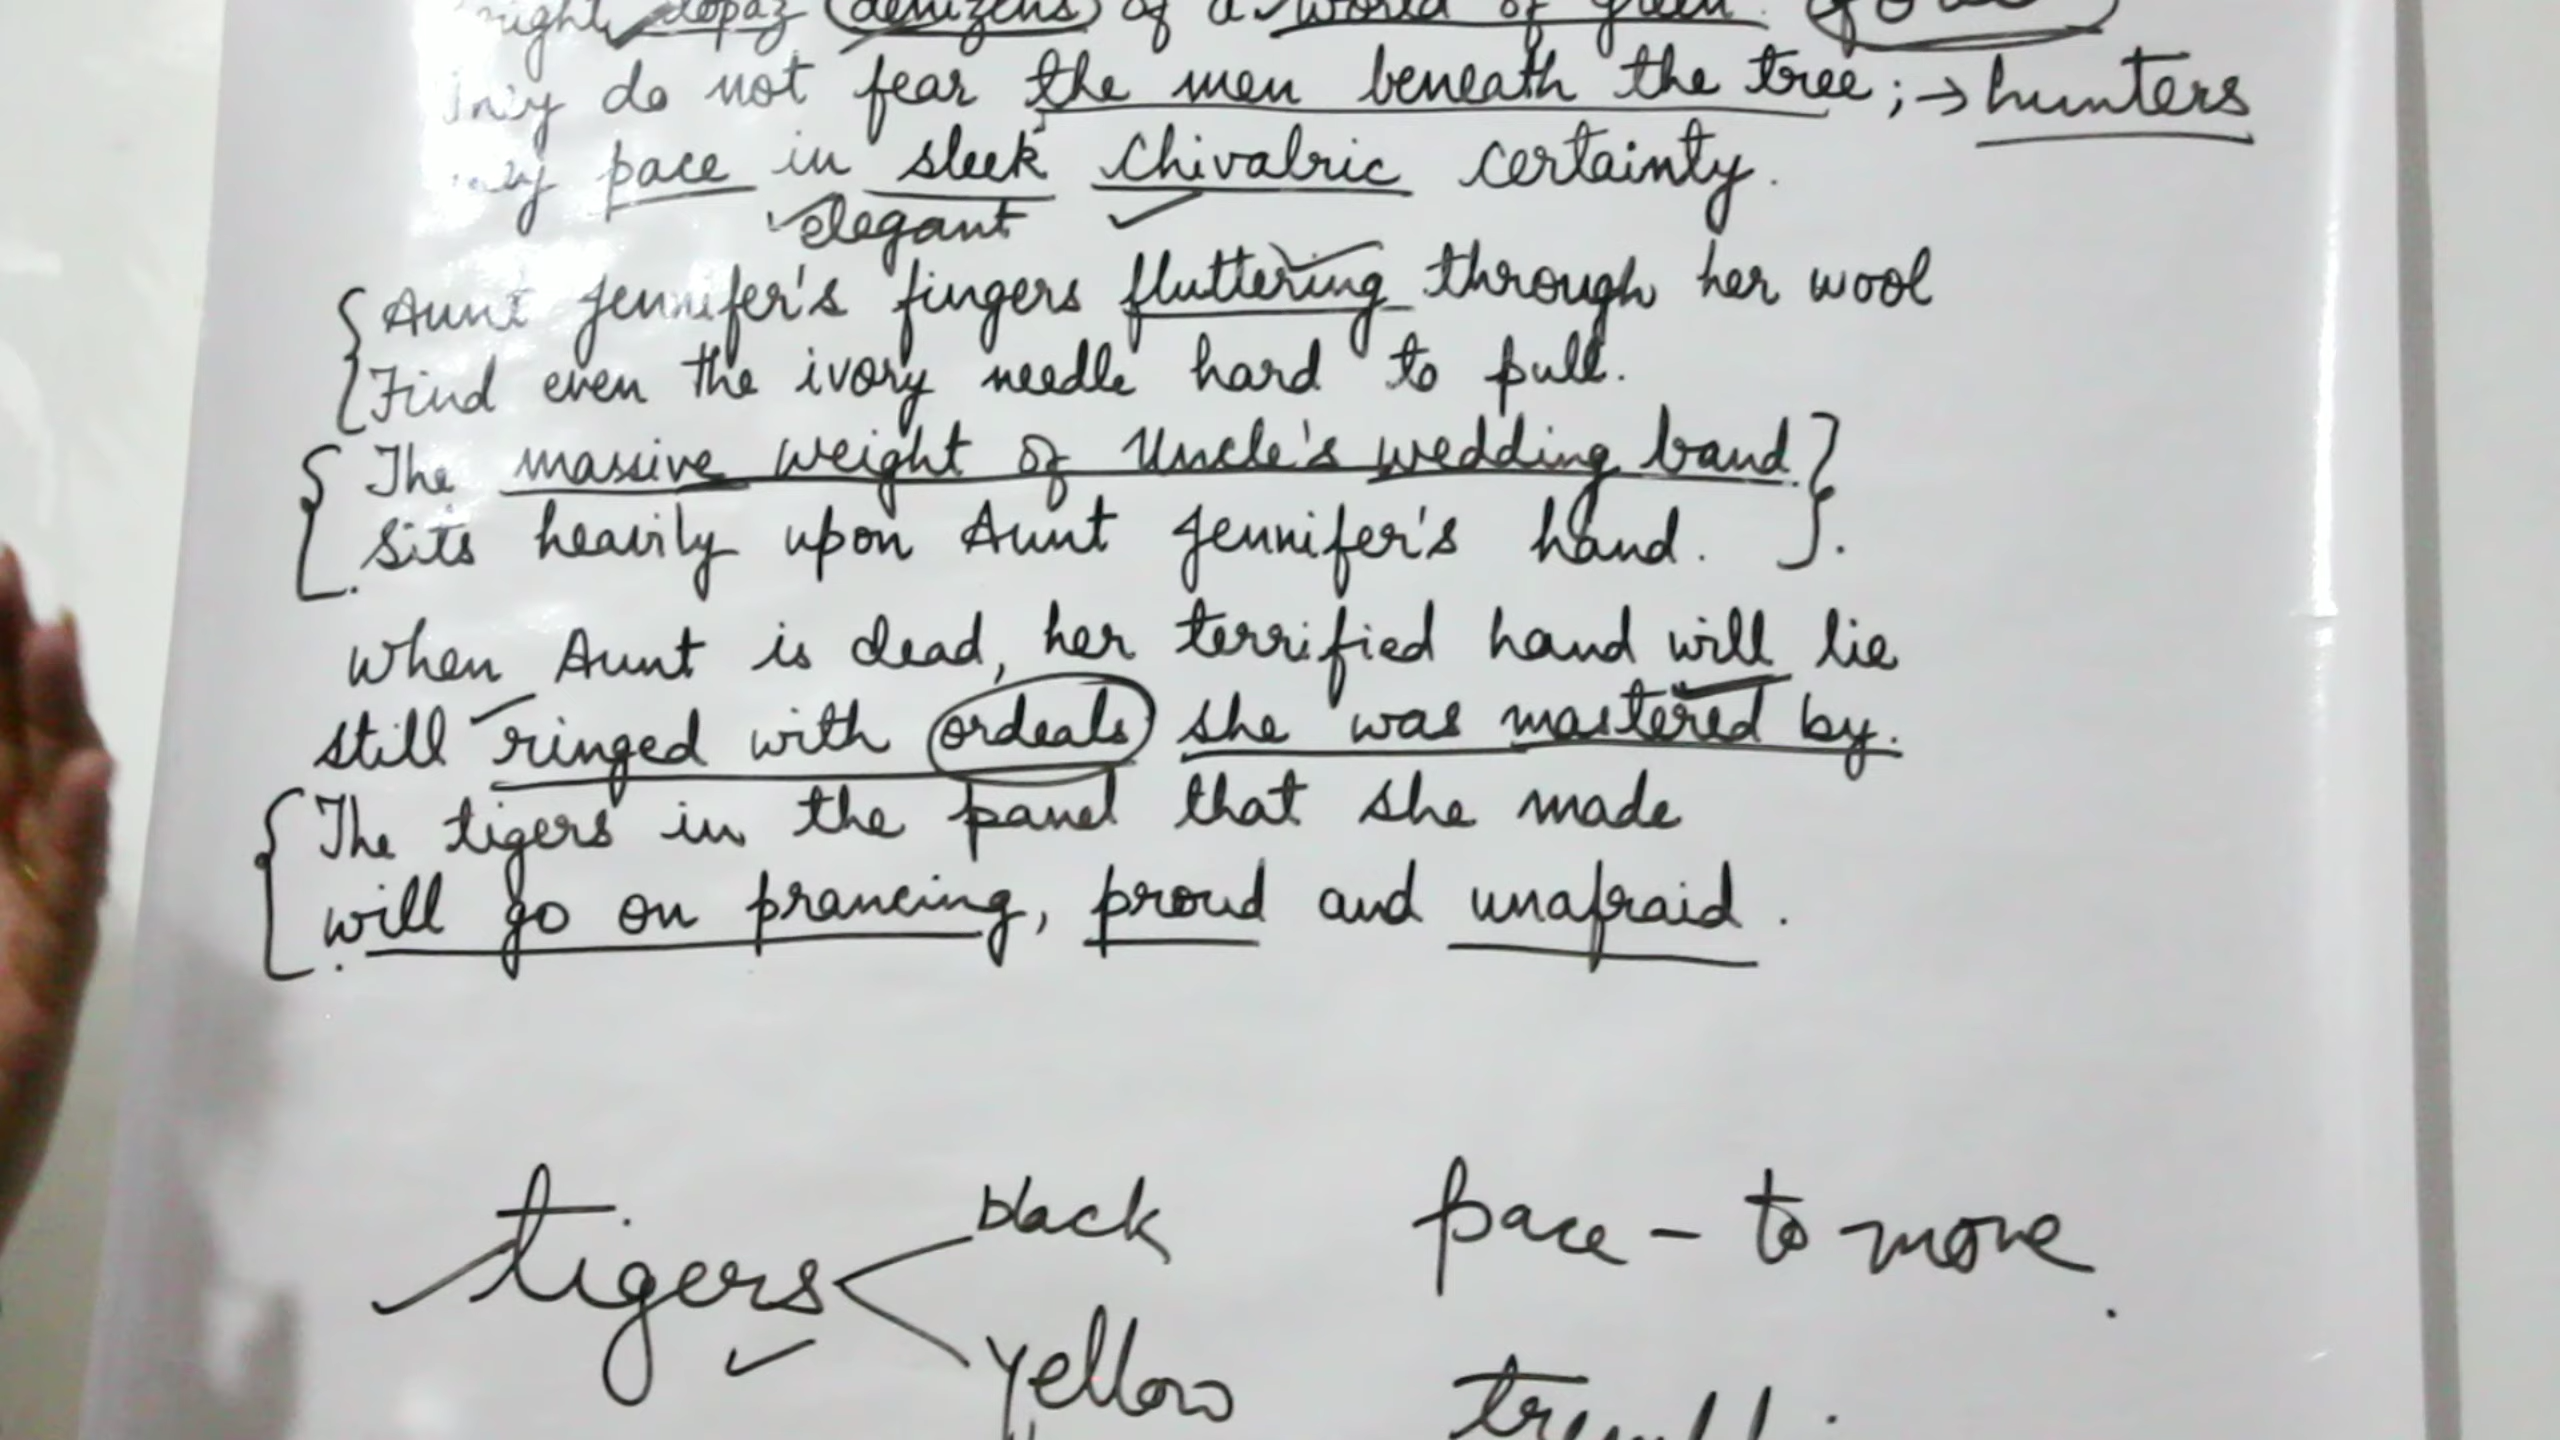 topaz denizens of a world of green.
They do not fear the men beneath the tree; → hunters
pace in sleek chivalric certainty.
elegant
Aunt Jennifer's fingers fluttering through her wool
Find even the ivory needle hard to pull.
The massive weight of Uncle's wedding band
Sits heavily upon Aunt Jennifer's hand.
When Aunt is dead, her terrified hand will lie
still ringed with ordeals she was mastered by.
The tigers in the panel that she made
will go on prancing, proud and unafraid.
tigers black pace - to move
yellow